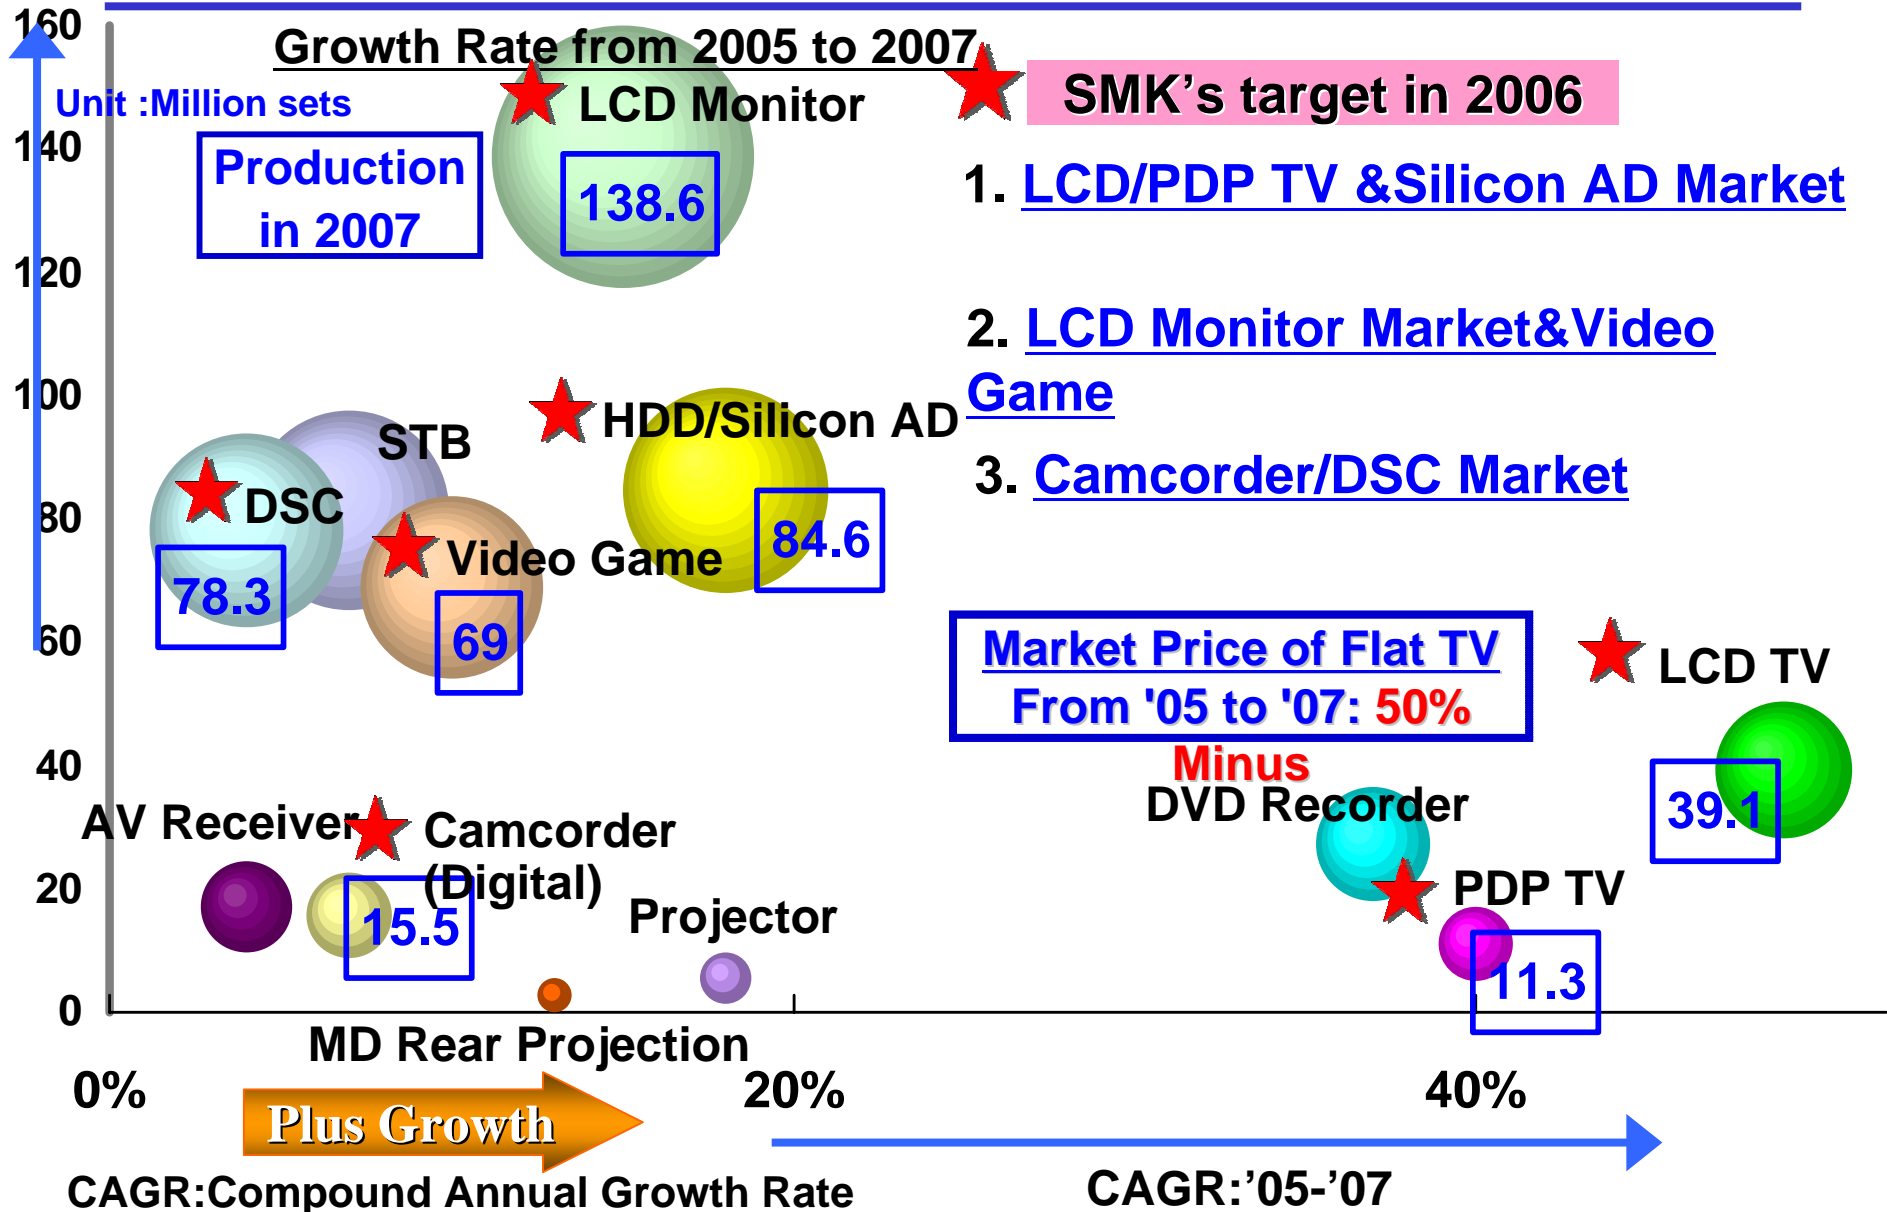 160
Growth Rate from 2005 to 2007
SMK's target in 2006
Unit :Million sets
LCD Monitor
140
Production
in 2007
138.6
1. LCD/PDP TV &Silicon AD Market
120
2. LCD Monitor Market&Video
Game
100
HDD/Silicon AD
STB
3. Camcorder/DSC Market
DSC
80
84.6
Video Game
78.3
69
60
Market Price of Flat TV
From '05 to '07: 50%
Minus
LCD TV
40
DVD Recorder
39.1
AV Receiver
Camcorder
(Digital)
20
15.5
Projector
PDP TV
11.3
0
MD Rear Projection
0%
20%
40%
Plus Growth
CAGR:Compound Annual Growth Rate
CAGR:’05-’07